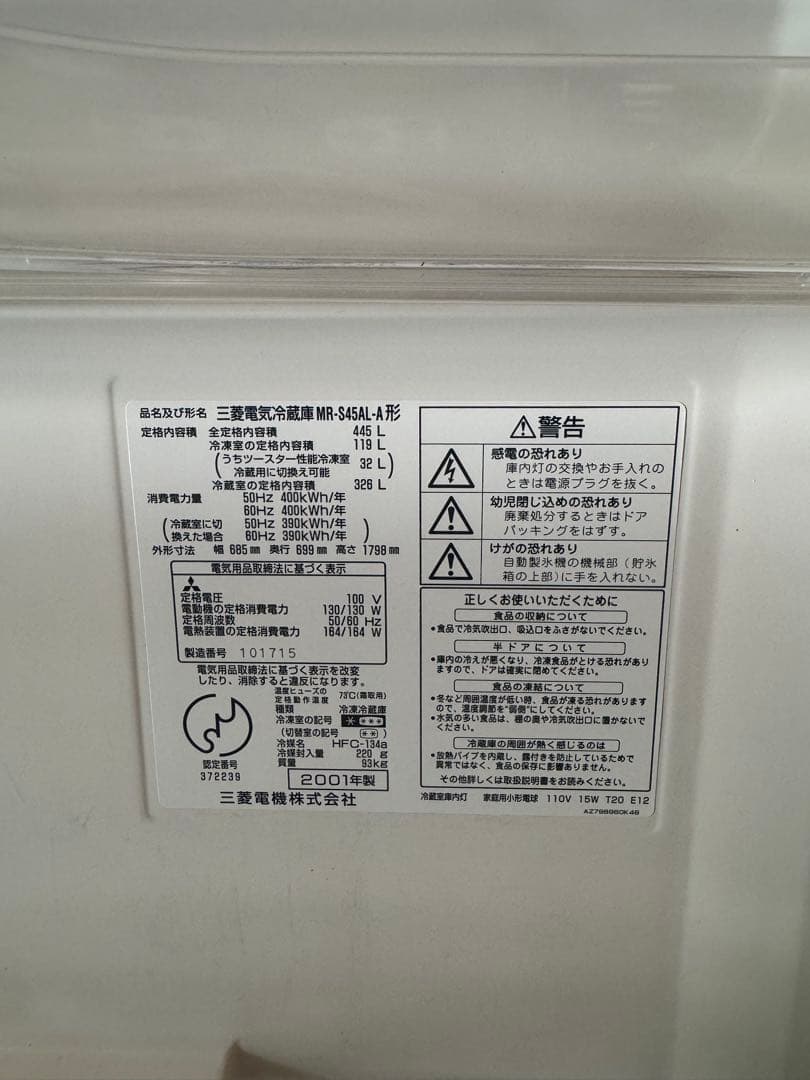 品名及び形名 三菱電気冷蔵庫 MR-S45AL-A形
定格内容積 全定格内容積 445 L
冷凍室の定格内容積 119 L
(うちツースター性能冷凍室 32 L)
冷蔵用に切換え可能
冷蔵室の定格内容積 326 L
消費電力量 50Hz 400kWh/年
60Hz 400kWh/年
(冷蔵室に切 50Hz 390kWh/年)
換えた場合 60Hz 390kWh/年
外形寸法 幅 685mm 奥行 699mm 高さ 1798mm
電気用品取締法に基づく表示
定格電圧 100 V
電動機の定格消費電力 130/130 W
定格周波数 50/60 Hz
電熱装置の定格消費電力 164/164 W
製造番号 101715
電気用品取締法に基づく表示を改変
したり、消除すると違反になります。
温度ヒューズの
定格動作温度 73℃(霜取用)
種類 冷凍冷蔵庫
冷凍室の記号 * ***
(切替室の記号 **)
冷媒名 HFC-134a
冷媒封入量 220 g
質量 93kg
認定番号
372239
2001年製
三菱電機株式会社
⚠警告
感電の恐れあり
庫内灯の交換やお手入れの
ときは電源プラグを抜く。
幼児閉じ込めの恐れあり
廃棄処分するときはドア
パッキングをはずす。
けがの恐れあり
自動製氷機の機械部(貯氷
箱の上部)に手を入れない。
正しくお使いいただくために
食品の収納について
•食品で冷気吹出口、吸込口をふさがないでください。
半ドアについて
•庫内の冷えが悪くなり、冷凍食品がとける恐れがあり
ますので、ドアは確実に閉めてください。
食品の凍結について
•冬など周囲温度が低い時、食品が凍る恐れがあります
ので、温度調節を"弱側"にしてください。
•水気の多い食品は、棚の奥や冷気吹出口に置かないで
ください。
冷蔵庫の周囲が熱く感じるのは
•放熱パイプを内蔵し、露付きを防止しているためで
異常ではなく、食品の保存に影響ありません。
その他詳しくは取扱説明書をお読みください。
冷蔵室庫内灯 家庭用小形電球 110V 15W T20 E12